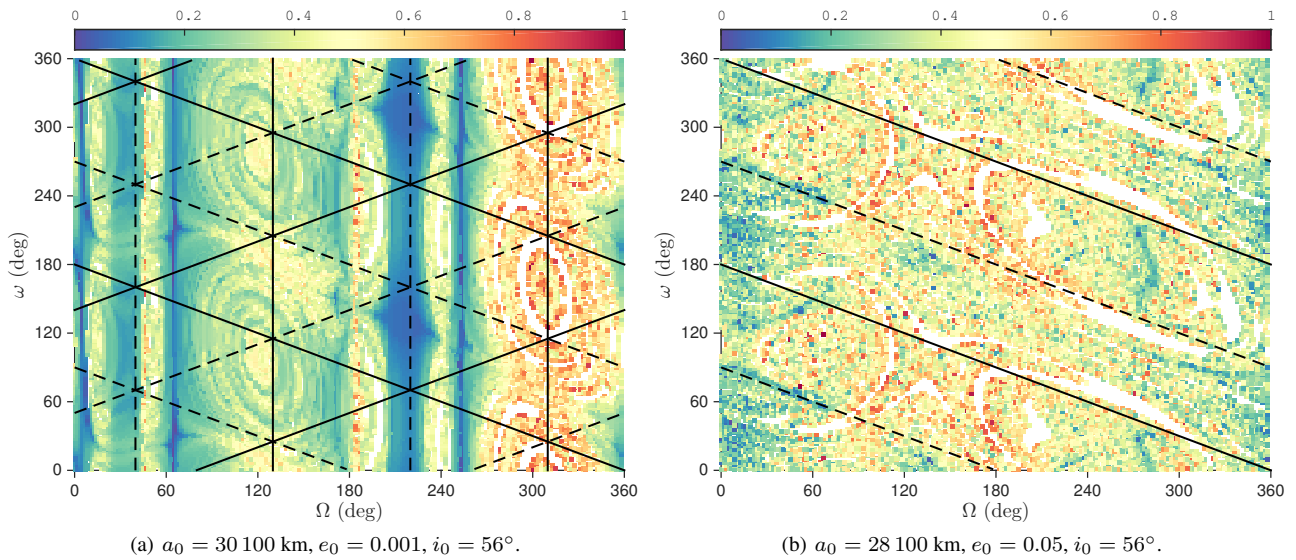 0 0.2 0.4 0.6 0.8 1
360
300
240
180
120
60
0
ω (deg)
0 60 120 180 240 300 360
Ω (deg)
(a) a₀ = 30 100 km, e₀ = 0.001, i₀ = 56°.
0 0.2 0.4 0.6 0.8 1
360
300
240
180
120
60
0
ω (deg)
0 60 120 180 240 300 360
Ω (deg)
(b) a₀ = 28 100 km, e₀ = 0.05, i₀ = 56°.